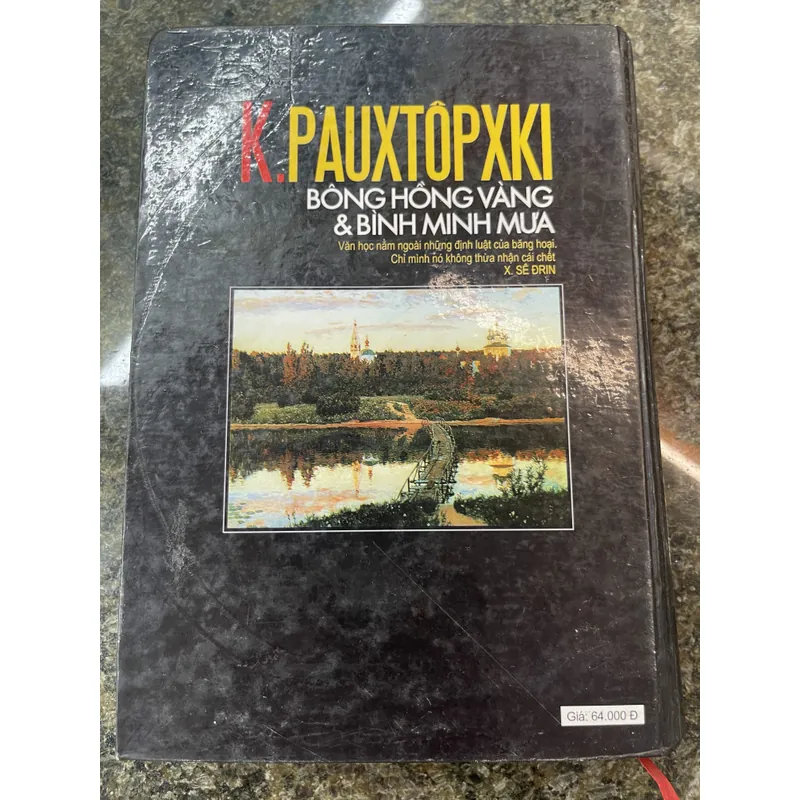 K.PAUXTÔPXKI
BÔNG HỒNG VÀNG
& BÌNH MINH MƯA
Văn học nằm ngoài những định luật của băng hoại.
Chỉ mình nó không thừa nhận cái chết
X. SÊ ĐRIN
Giá: 64.000 Đ